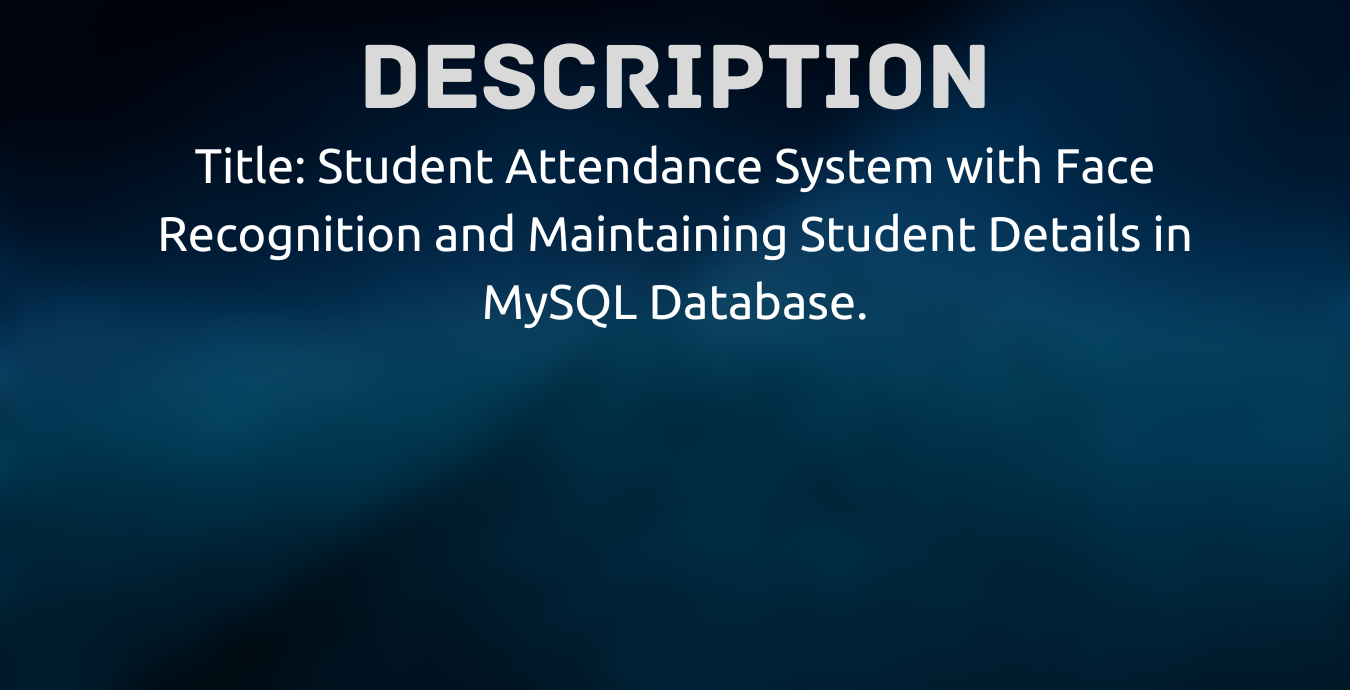 DESCRIPTION
Title: Student Attendance System with Face
Recognition and Maintaining Student Details in
MySQL Database.